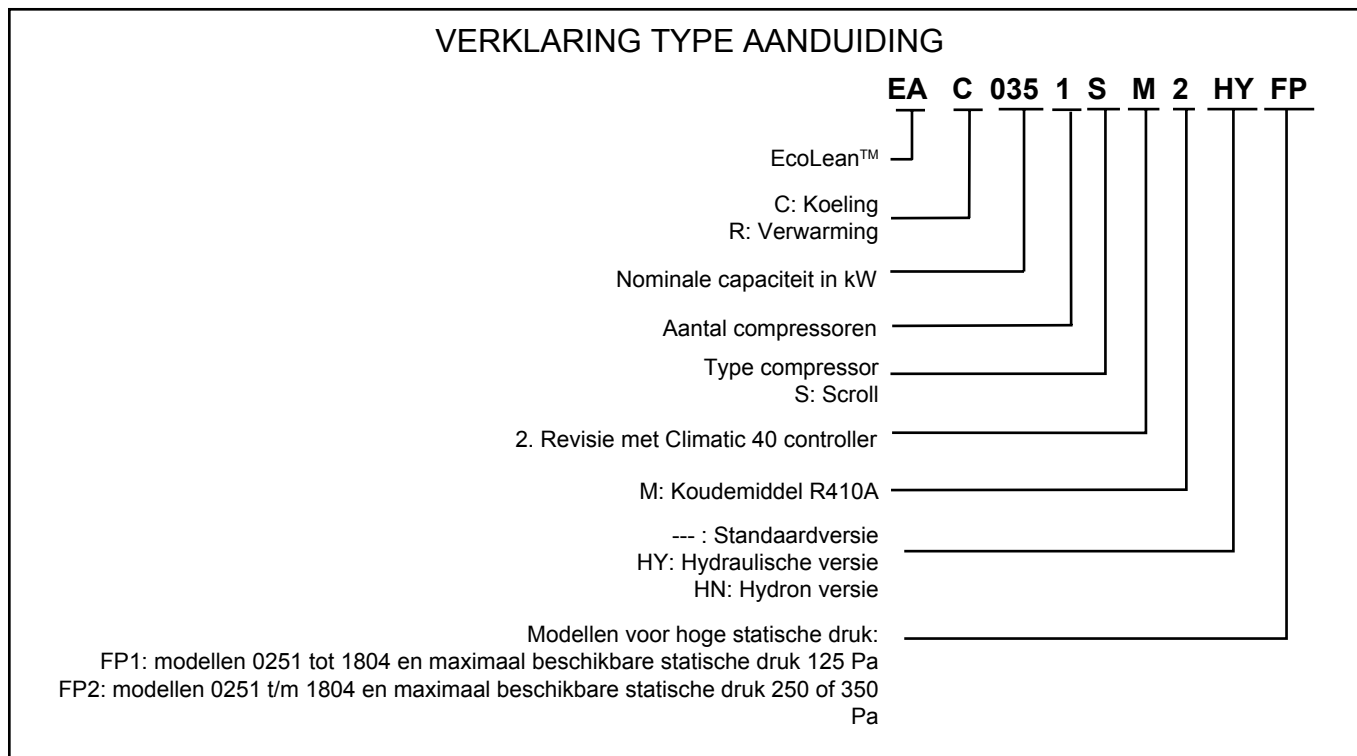 VERKLARING TYPE AANDUIDING
EA C 035 1 S M 2 HY FP
EcoLean™
C: Koeling
R: Verwarming
Nominale capaciteit in kW
Aantal compressoren
Type compressor
S: Scroll
2. Revisie met Climatic 40 controller
M: Koudemiddel R410A
--- : Standaardversie
HY: Hydraulische versie
HN: Hydron versie
Modellen voor hoge statische druk:
FP1: modellen 0251 tot 1804 en maximaal beschikbare statische druk 125 Pa
FP2: modellen 0251 t/m 1804 en maximaal beschikbare statische druk 250 of 350
Pa